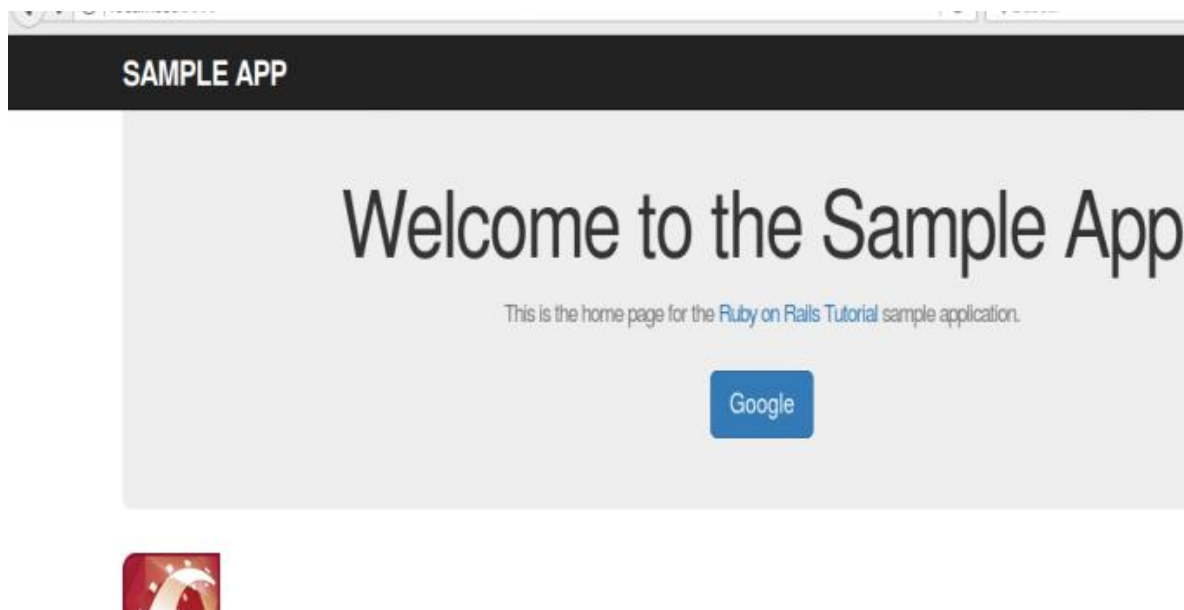 SAMPLE APP
Welcome to the Sample App
This is the home page for the Ruby on Rails Tutorial sample application.
Google